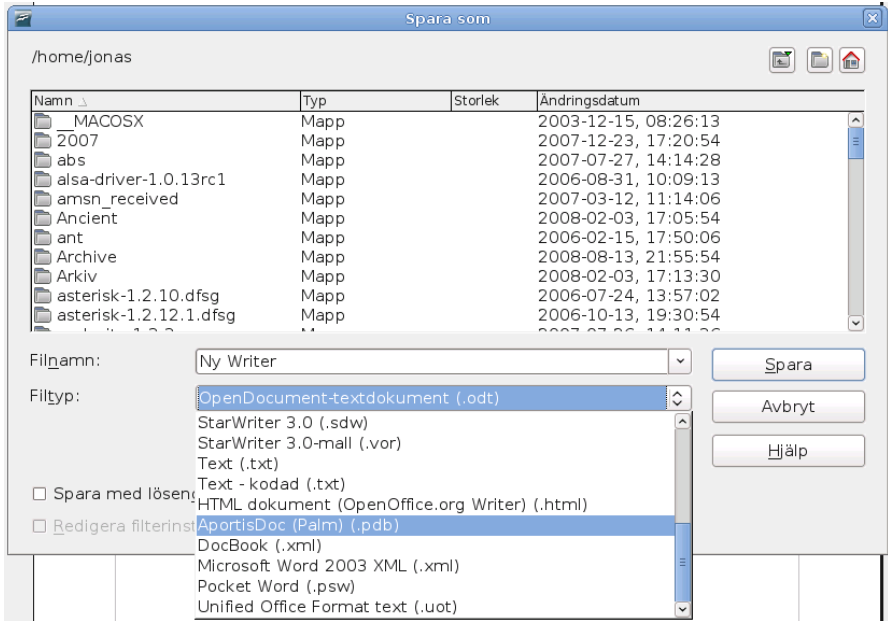 Spara som
/home/jonas
Namn Typ Storlek Ändringsdatum
__MACOSX Mapp 2003-12-15, 08:26:13
2007 Mapp 2007-12-23, 17:20:54
abs Mapp 2007-07-27, 14:14:28
alsa-driver-1.0.13rc1 Mapp 2006-08-31, 10:09:13
amsn_received Mapp 2007-03-12, 11:14:06
Ancient Mapp 2008-02-03, 17:05:54
ant Mapp 2006-02-15, 17:50:06
Archive Mapp 2008-08-13, 21:55:54
Arkiv Mapp 2008-02-03, 17:13:30
asterisk-1.2.10.dfsg Mapp 2006-07-24, 13:57:02
asterisk-1.2.12.1.dfsg Mapp 2006-10-13, 19:30:54
Filnamn: Ny Writer Spara
Filtyp: OpenDocument-textdokument (.odt) Avbryt
StarWriter 3.0 (.sdw)
StarWriter 3.0-mall (.vor)
Hjälp
Text (.txt)
Text - kodad (.txt)
Spara med löseng
HTML dokument (OpenOffice.org Writer) (.html)
Redigera filterinst AportisDoc (Palm) (.pdb)
DocBook (.xml)
Microsoft Word 2003 XML (.xml)
Pocket Word (.psw)
Unified Office Format text (.uot)